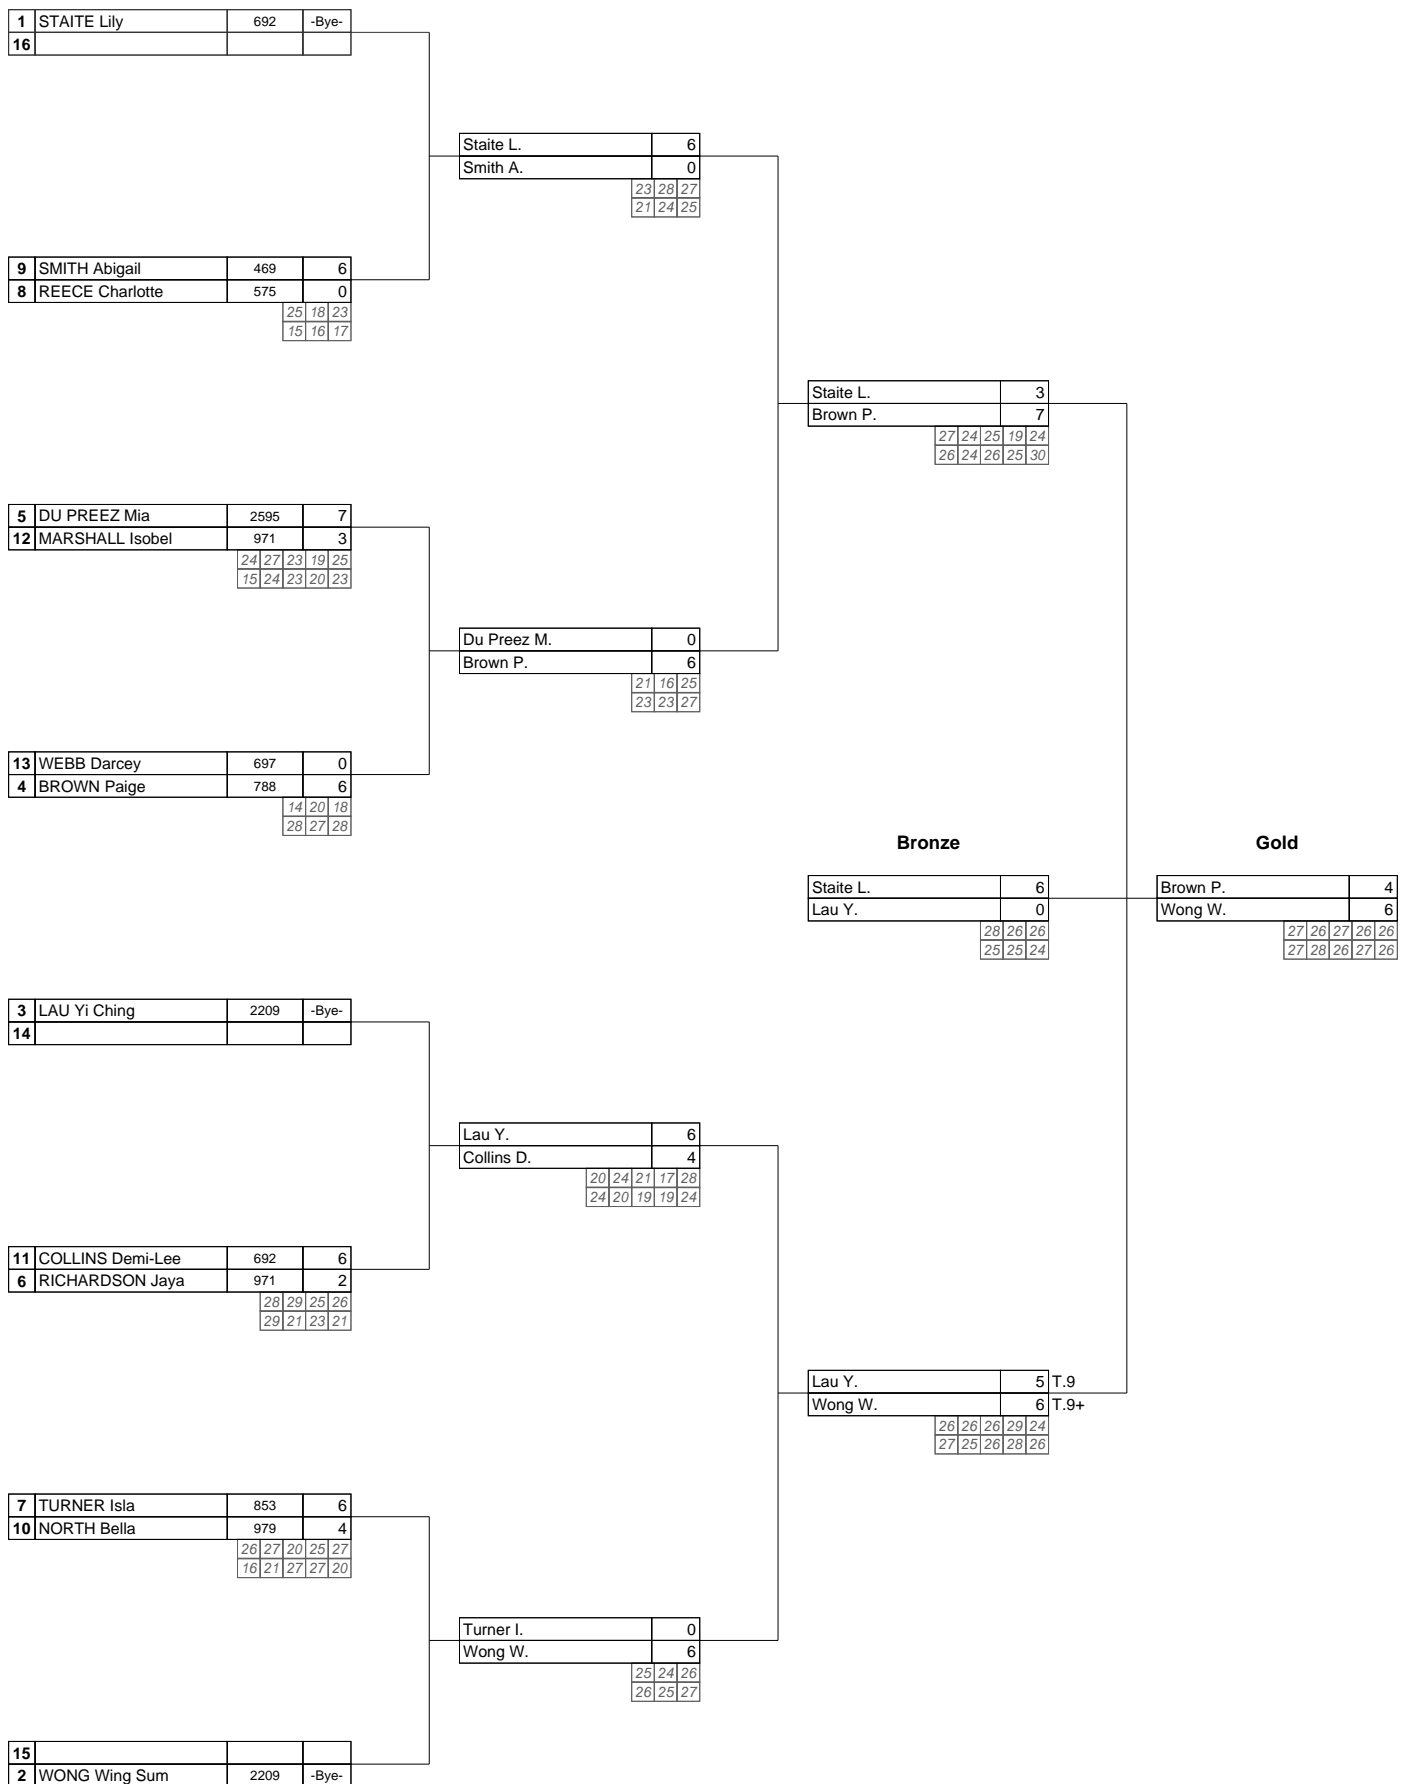 1 STAITE Lily 692 -Bye-
16
Staite L. 6
Smith A. 0
23 28 27
21 24 25
9 SMITH Abigail 469 6
8 REECE Charlotte 575 0
25 18 23
15 16 17
Staite L. 3
Brown P. 7
27 24 25 19 24
26 24 26 25 30
5 DU PREEZ Mia 2595 7
12 MARSHALL Isobel 971 3
24 27 23 19 25
15 24 23 20 23
Du Preez M. 0
Brown P. 6
21 16 25
23 23 27
13 WEBB Darcey 697 0
4 BROWN Paige 788 6
14 20 18
28 27 28
Bronze Gold
Staite L. 6 Brown P. 4
Lau Y. 0 Wong W. 6
28 26 26 27 26 27 26 26
25 25 24 27 28 26 27 26
3 LAU Yi Ching 2209 -Bye-
14
Lau Y. 6
Collins D. 4
20 24 21 17 28
24 20 19 19 24
11 COLLINS Demi-Lee 692 6
6 RICHARDSON Jaya 971 2
28 29 25 26
29 21 23 21
Lau Y. 5 T.9
Wong W. 6 T.9+
26 26 26 29 24
27 25 26 28 26
7 TURNER Isla 853 6
10 NORTH Bella 979 4
26 27 20 25 27
16 21 27 27 20
Turner I. 0
Wong W. 6
25 24 26
26 25 27
15
2 WONG Wing Sum 2209 -Bye-